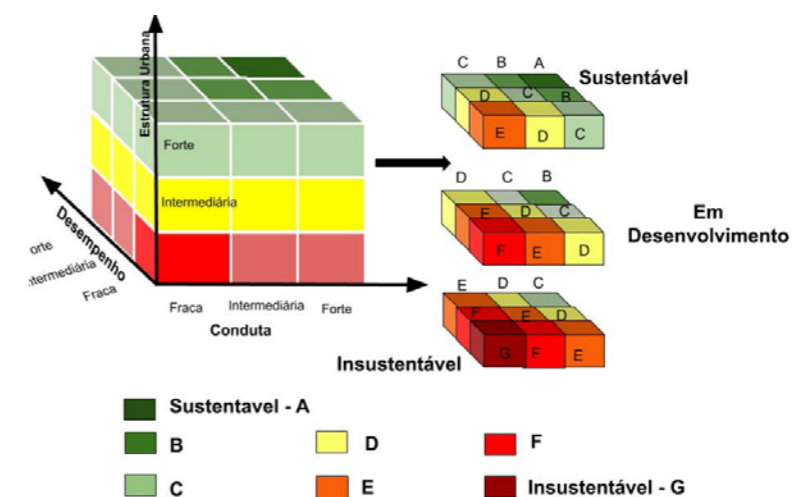 Estrutura Urbana
Forte
Intermediária
Desempenho
orte
ntermediária
Fraca
Fraca Intermediária Forte
Conduta
C B A
D C B
E D C
Sustentável
D C B
E D C
F E D
Em
Desenvolvimento
E D C
F E D
G F E
Insustentável
Sustentavel - A
B D F
C E Insustentável - G